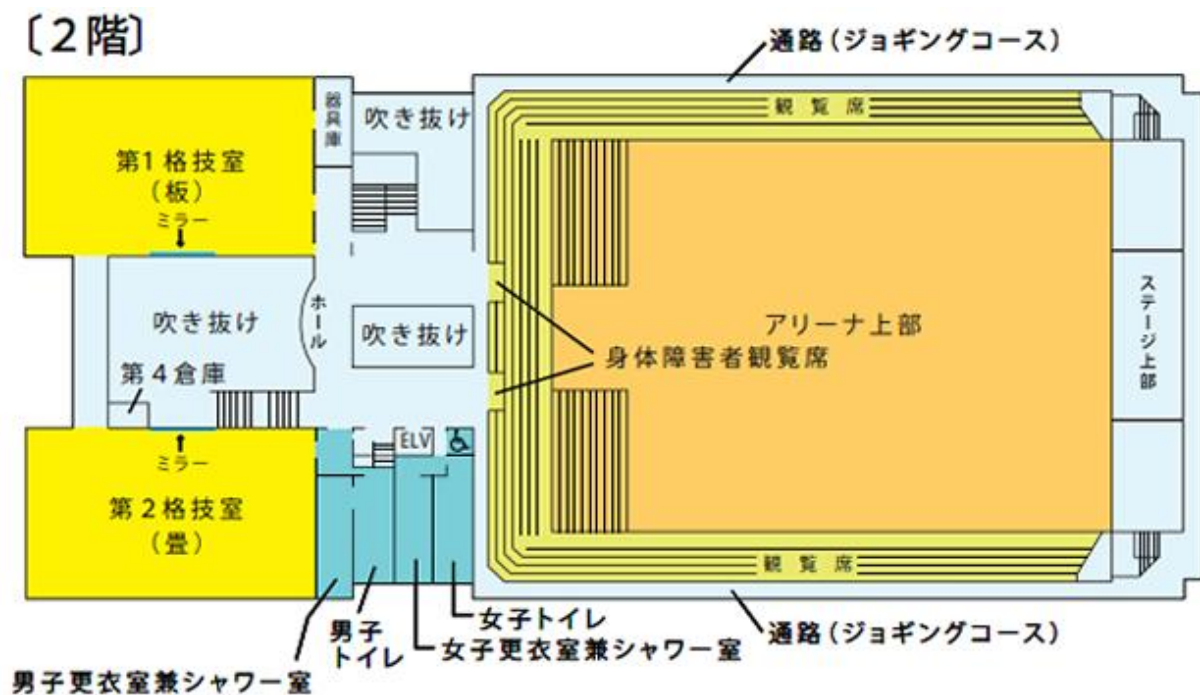 〔２階〕
通路（ジョギングコース）
観覧席
器具庫
吹き抜け
第１格技室
（板）
ミラー
ホール
吹き抜け
吹き抜け
アリーナ上部
ステージ上部
身体障害者観覧席
第４倉庫
ELV
ミラー
第２格技室
（畳）
観覧席
女子トイレ
男子
トイレ
女子更衣室兼シャワー室
通路（ジョギングコース）
男子更衣室兼シャワー室